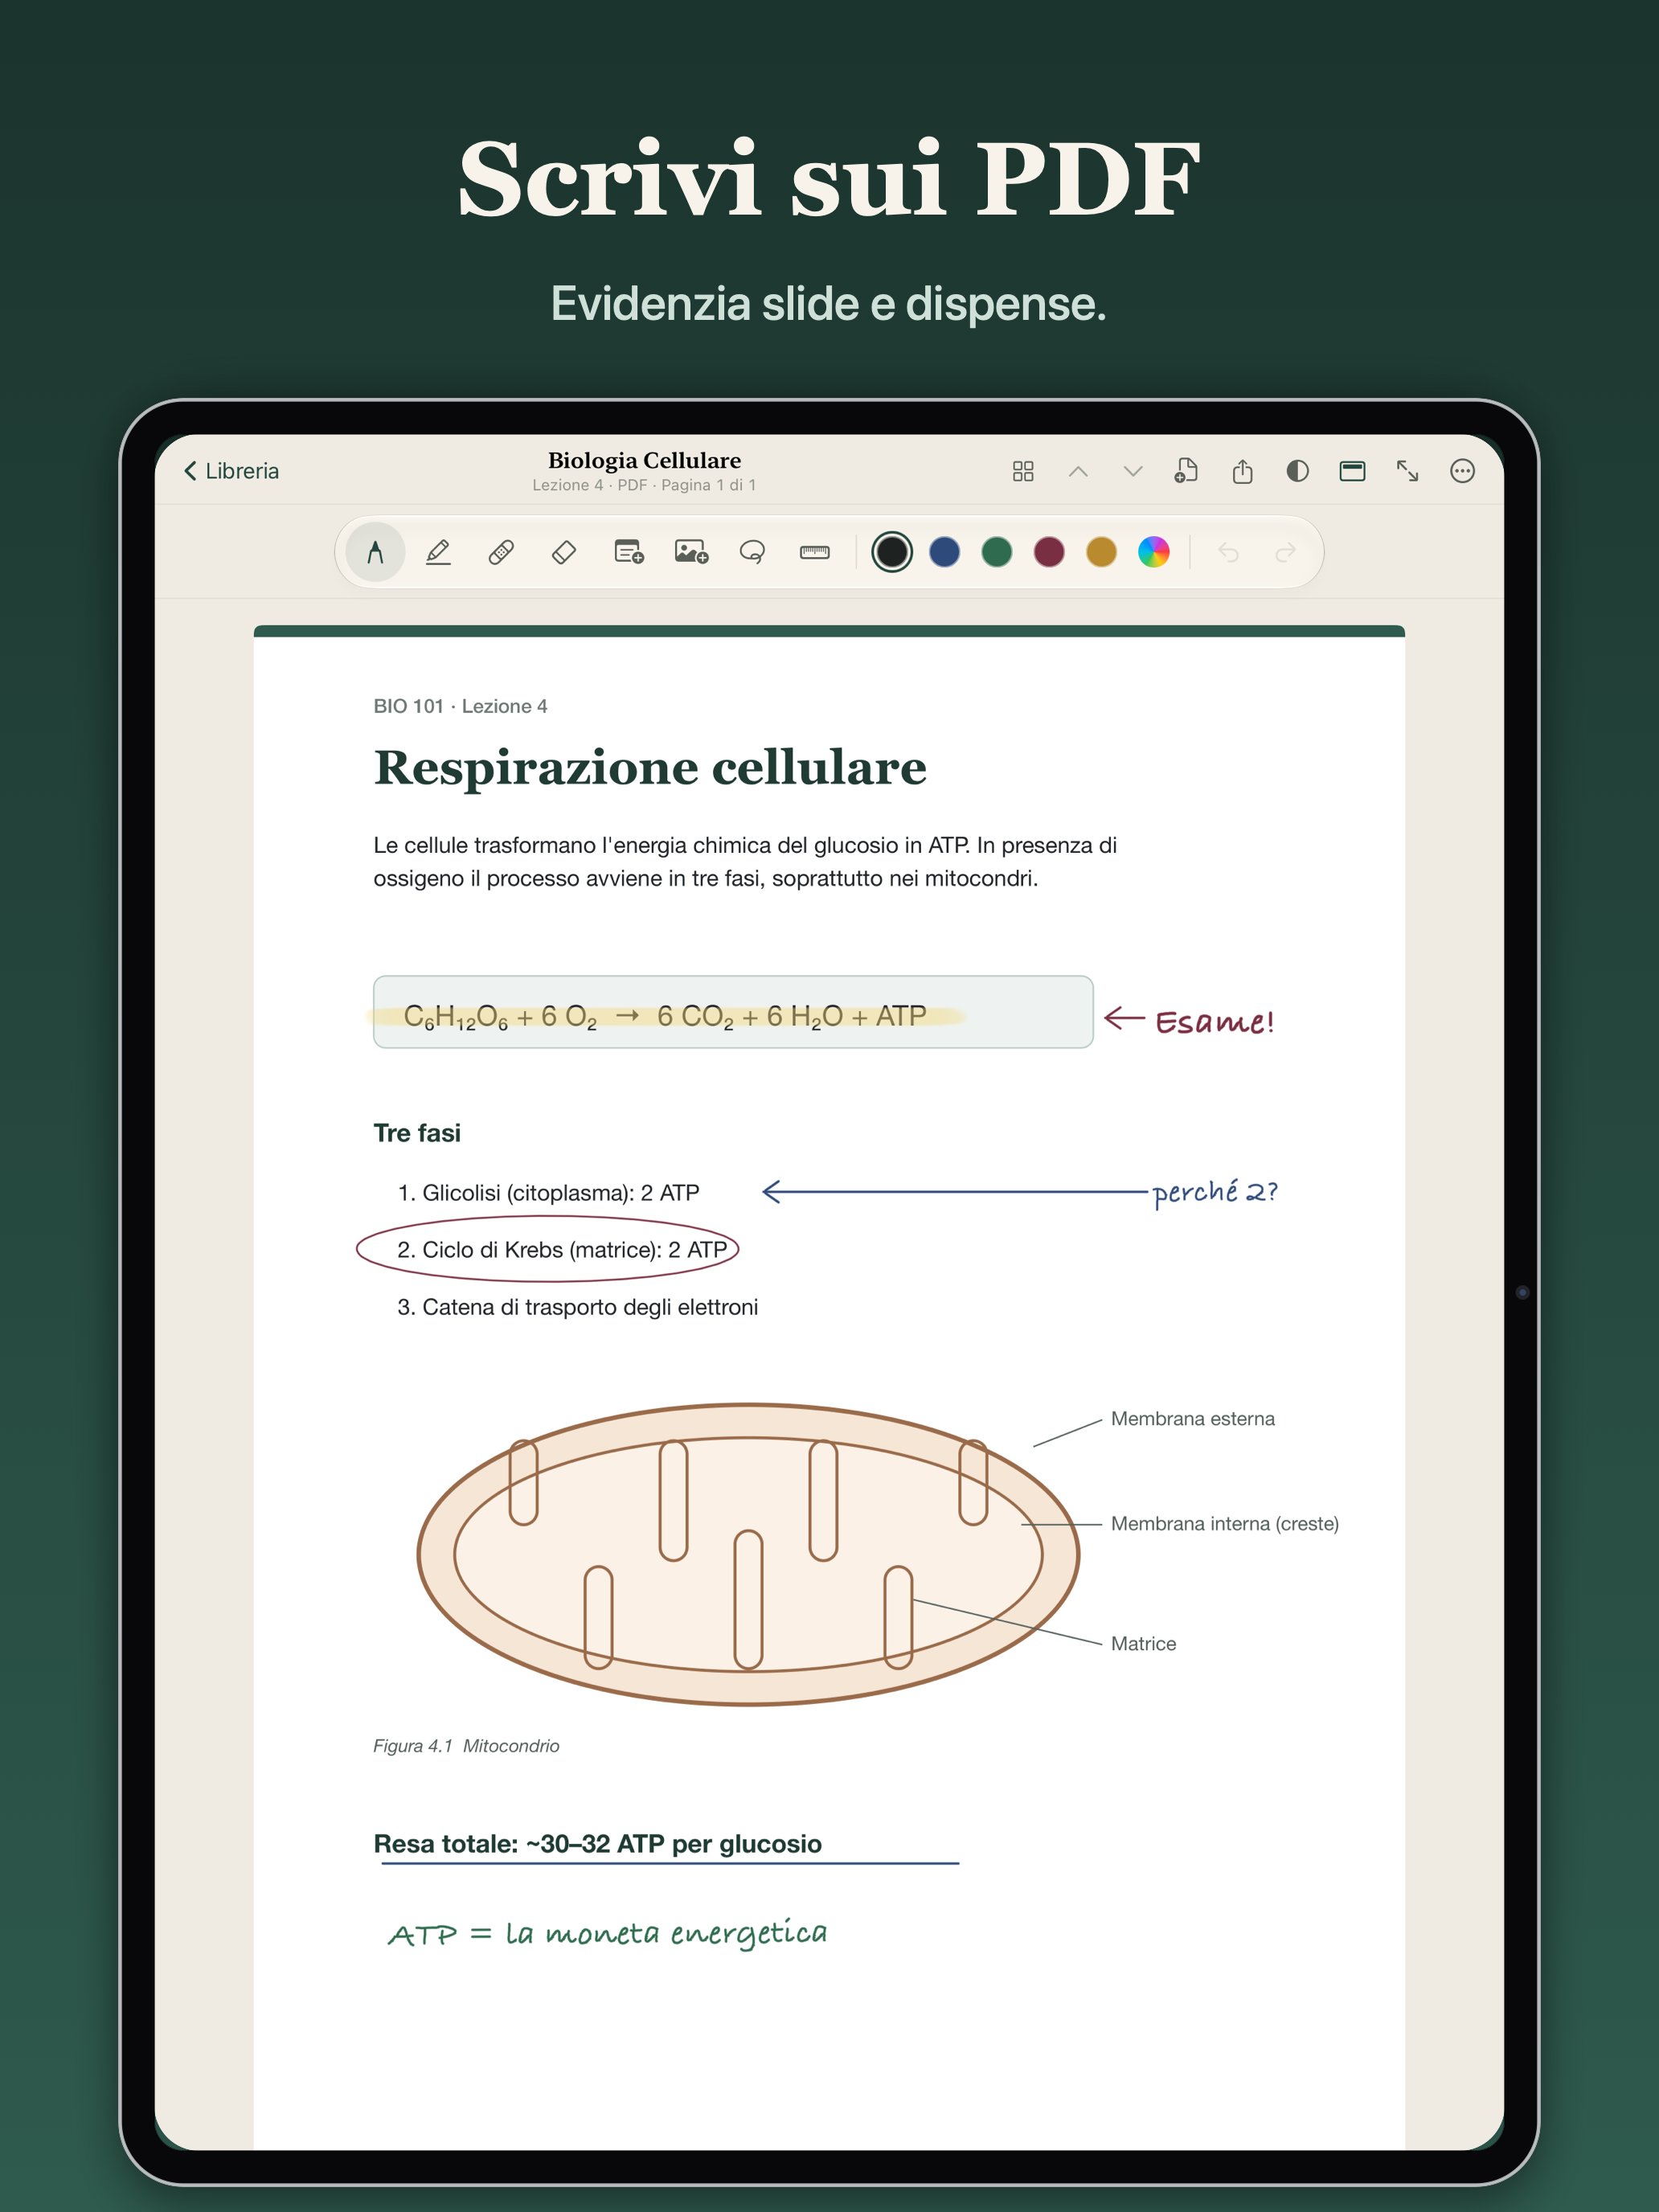 Scrivi sui PDF
Evidenzia slide e dispense.
Libreria
Biologia Cellulare
Lezione 4 · PDF · Pagina 1 di 1
BIO 101 · Lezione 4
Respirazione cellulare
Le cellule trasformano l'energia chimica del glucosio in ATP. In presenza di
ossigeno il processo avviene in tre fasi, soprattutto nei mitocondri.
C₆H₁₂O₆ + 6 O₂ → 6 CO₂ + 6 H₂O + ATP
Esame!
Tre fasi
1. Glicolisi (citoplasma): 2 ATP
perché 2?
2. Ciclo di Krebs (matrice): 2 ATP
3. Catena di trasporto degli elettroni
Membrana esterna
Membrana interna (creste)
Matrice
Figura 4.1 Mitocondrio
Resa totale: ~30–32 ATP per glucosio
ATP = la moneta energetica